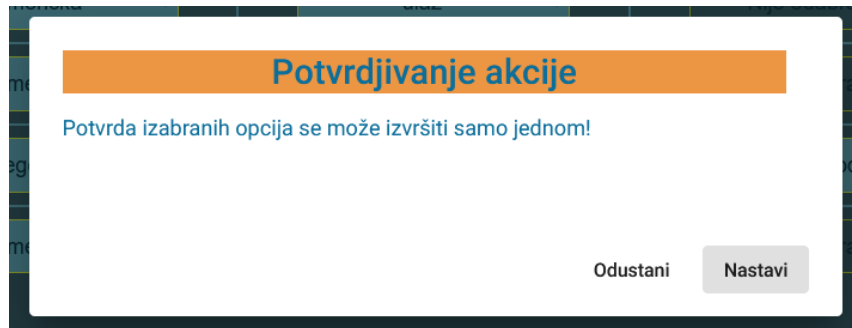 Potvrdjivanje akcije
Potvrda izabranih opcija se može izvršiti samo jednom!
Odustani
Nastavi